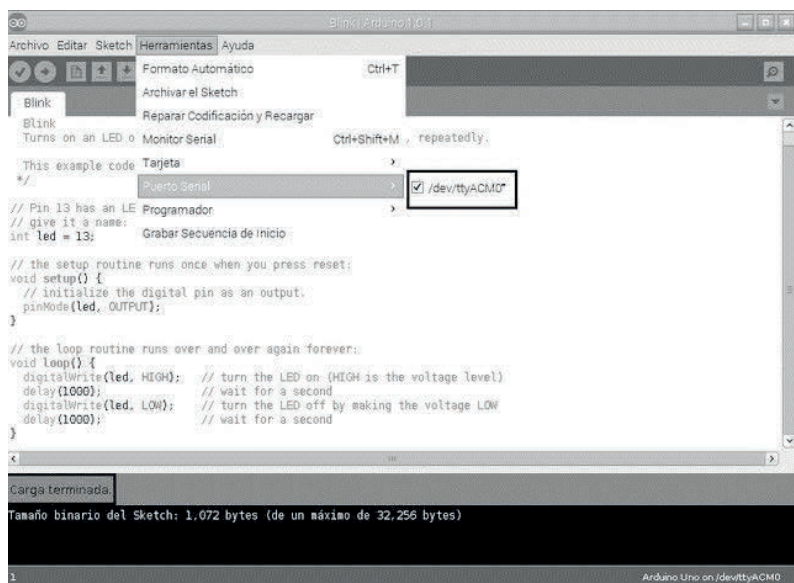 Blink | Arduino 1.0.1
Archivo Editar Sketch Herramientas Ayuda
Formato Automático Ctrl+T
Archivar el Sketch
Reparar Codificación y Recargar
Monitor Serial Ctrl+Shift+M
Tarjeta
Puerto Serial
/dev/ttyACM0
Programador
Grabar Secuencia de Inicio
Blink
Blink
Turns on an LED o , repeatedly.
This example code
*/
// Pin 13 has an LE
// give it a name:
int led = 13;
// the setup routine runs once when you press reset:
void setup() {
// initialize the digital pin as an output.
pinMode(led, OUTPUT);
}
// the loop routine runs over and over again forever:
void loop() {
digitalWrite(led, HIGH); // turn the LED on (HIGH is the voltage level)
delay(1000); // wait for a second
digitalWrite(led, LOW); // turn the LED off by making the voltage LOW
delay(1000); // wait for a second
}
Carga terminada.
Tamaño binario del Sketch: 1,072 bytes (de un máximo de 32,256 bytes)
1 Arduino Uno on /dev/ttyACM0